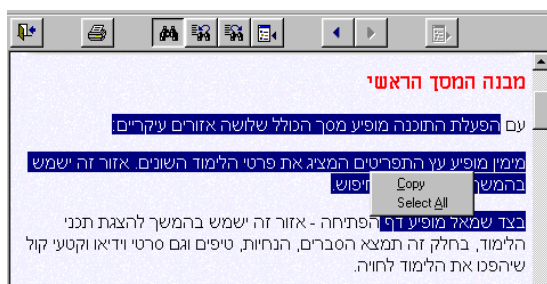 מבנה המסך הראשי
עם הפעלת התוכנה מופיע מסך הכולל שלושה אזורים עיקריים:
מימין מופיע עץ התפריטים המציג את פרטי הלימוד השונים. אזור זה ישמש
בהמשך חיפוש.
Copy
Select All
בצד שמאל מופיע דף הפתיחה - אזור זה ישמש בהמשך להצגת תכני
הלימוד, בחלק זה תמצא הסברים, הנחיות, טיפים וגם סרטי וידיאו וקטעי קול
שיהפכו את הלימוד לחויה.